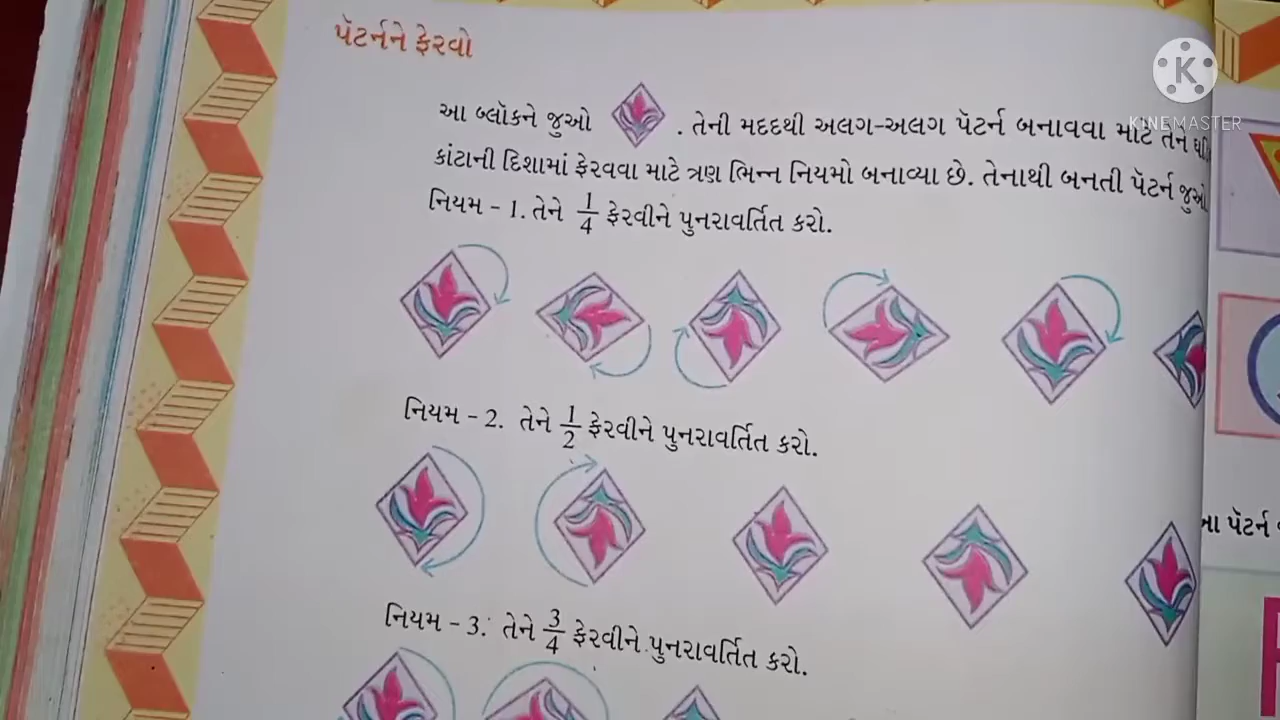 પૅટર્નને ફેરવો
આ બ્લૉકને જુઓ . તેની મદદથી અલગ-અલગ પૅટર્ન બનાવવા માટે તેને
KINEMASTER
કાંટાની દિશામાં ફેરવવા માટે ત્રણ ભિન્ન નિયમો બનાવ્યા છે. તેનાથી બનતી પૅટર્ન જુઓ
નિયમ - 1. તેને 1/4 ફેરવીને પુનરાવર્તિત કરો.
નિયમ - 2. તેને 1/2 ફેરવીને પુનરાવર્તિત કરો.
પૅટર્ન
નિયમ - 3. તેને 3/4 ફેરવીને પુનરાવર્તિત કરો.